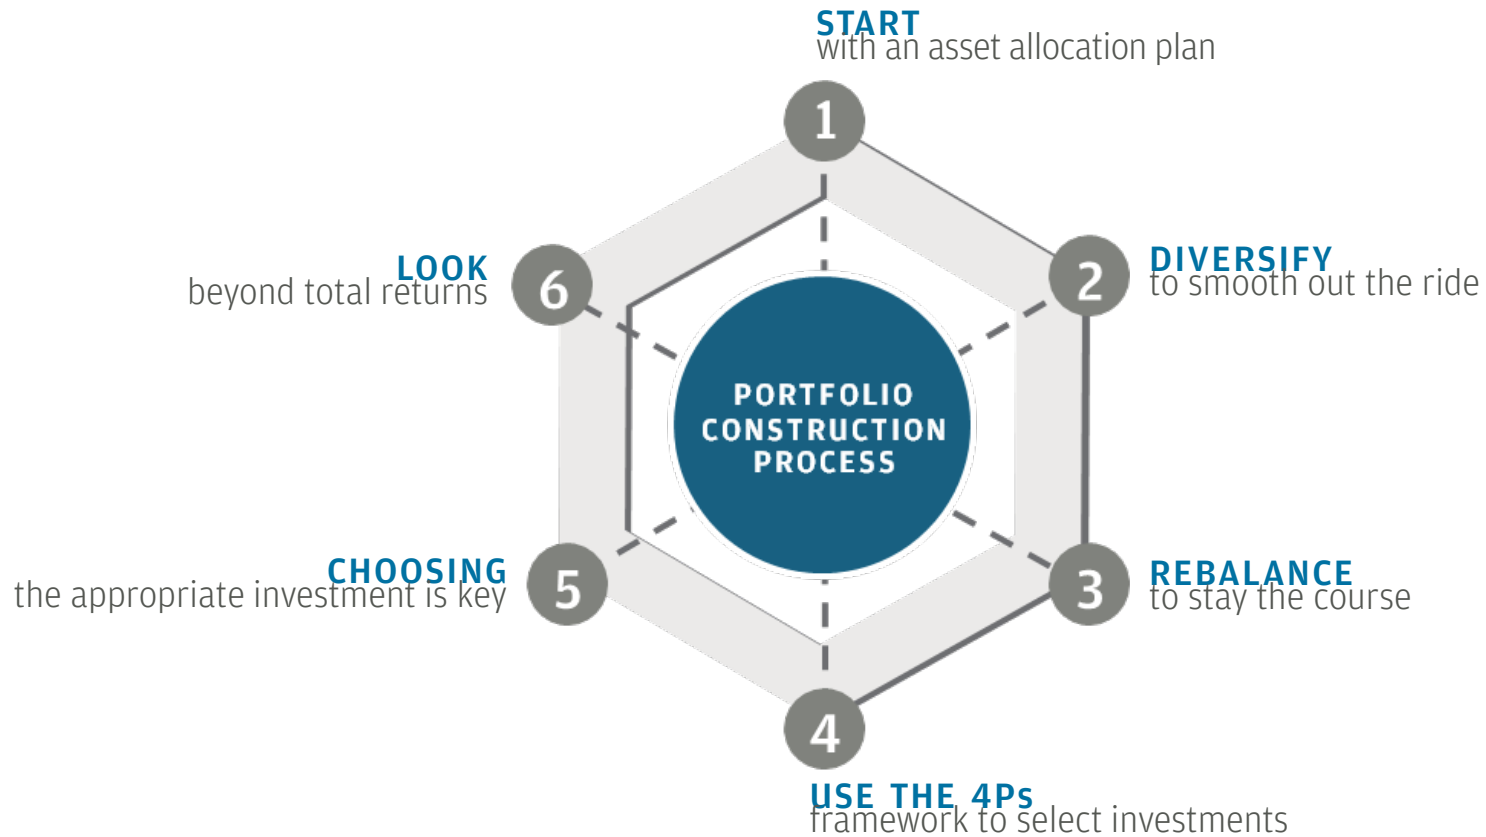 START
with an asset allocation plan
1
2
DIVERSIFY
to smooth out the ride
LOOK
beyond total returns
6
PORTFOLIO
CONSTRUCTION
PROCESS
CHOOSING
the appropriate investment is key
5
3
REBALANCE
to stay the course
4
USE THE 4Ps
framework to select investments